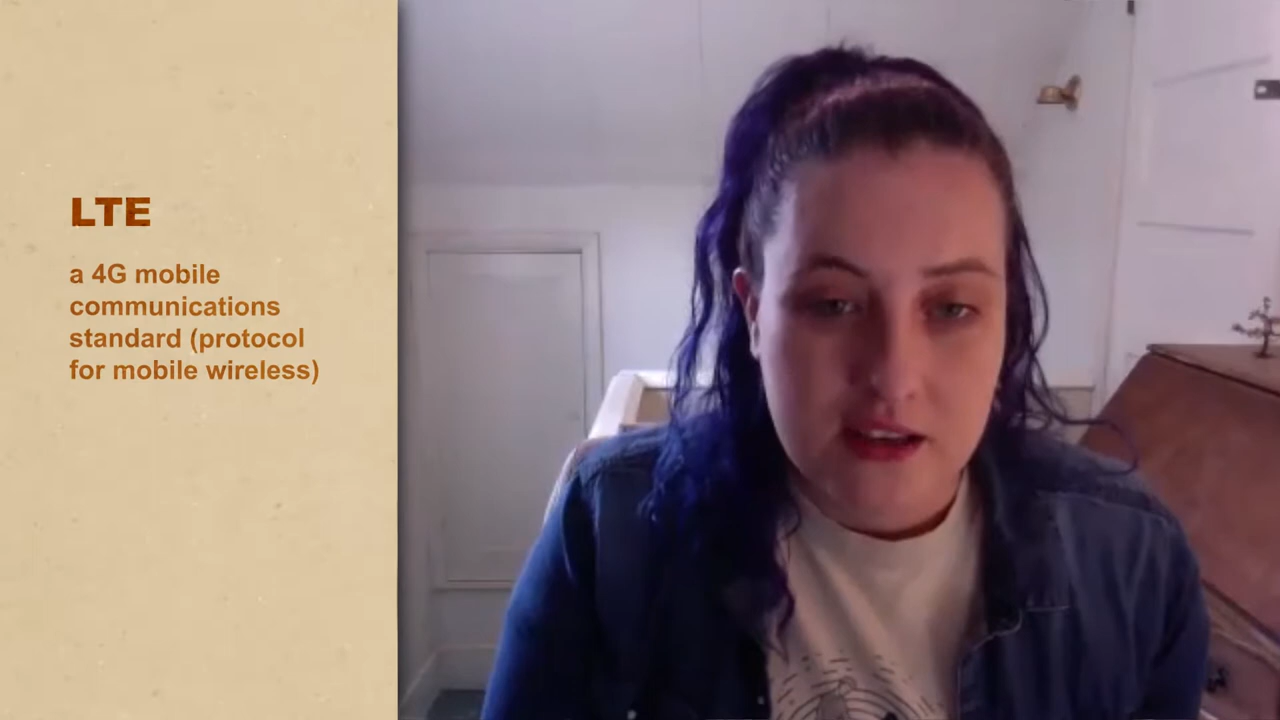 LTE
a 4G mobile
communications
standard (protocol
for mobile wireless)